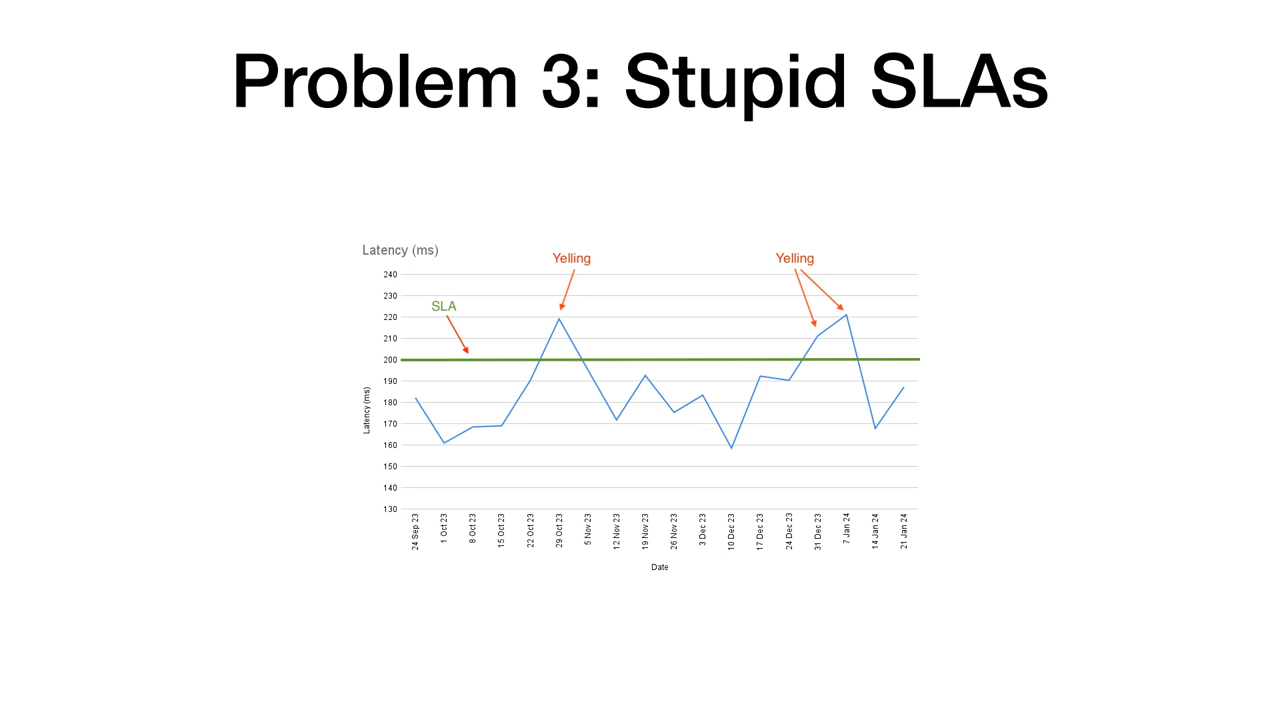 Problem 3: Stupid SLAs
Latency (ms)
Yelling
Yelling
SLA
240
230
220
210
200
190
180
170
160
150
140
130
Latency (ms)
24 Sep 23
1 Oct 23
8 Oct 23
15 Oct 23
22 Oct 23
29 Oct 23
5 Nov 23
12 Nov 23
19 Nov 23
26 Nov 23
3 Dec 23
10 Dec 23
17 Dec 23
24 Dec 23
31 Dec 23
7 Jan 24
14 Jan 24
21 Jan 24
Date